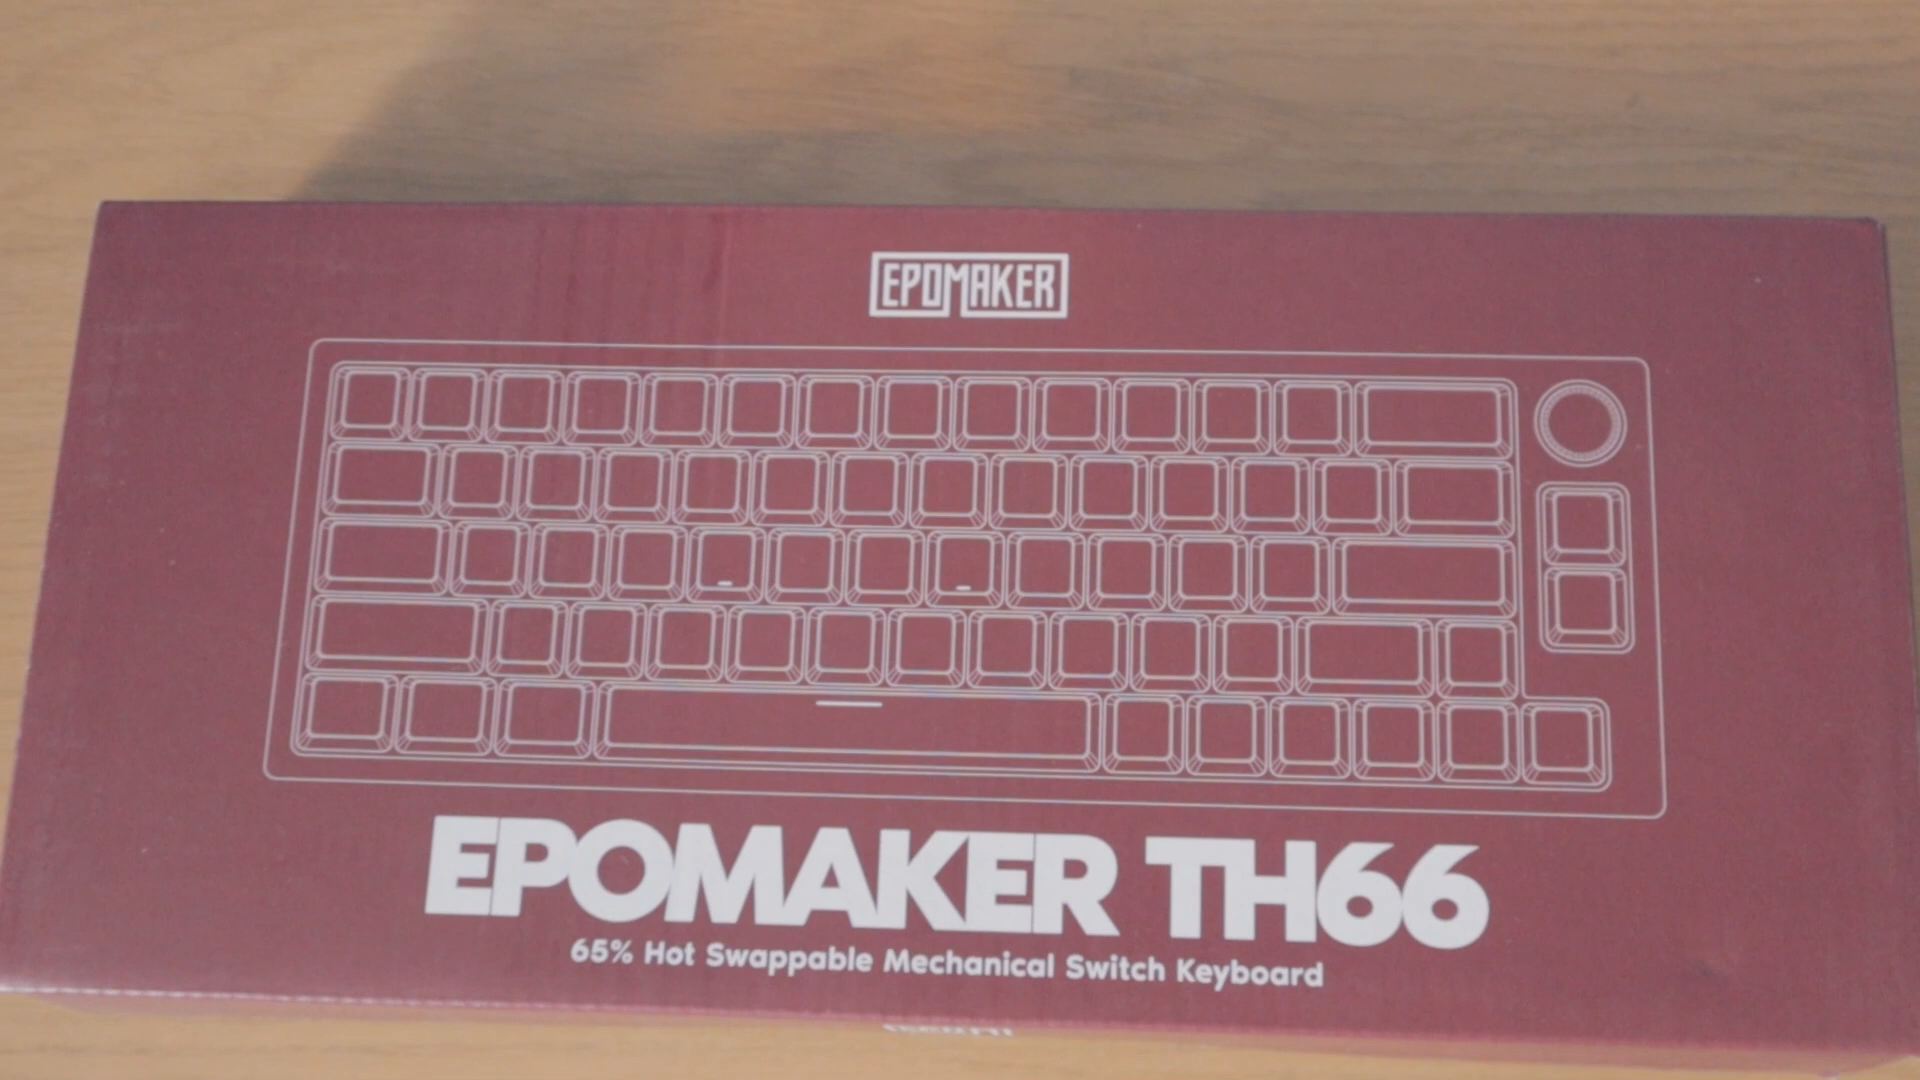 EPOMAKER
EPOMAKER TH66
65% Hot Swappable Mechanical Switch Keyboard